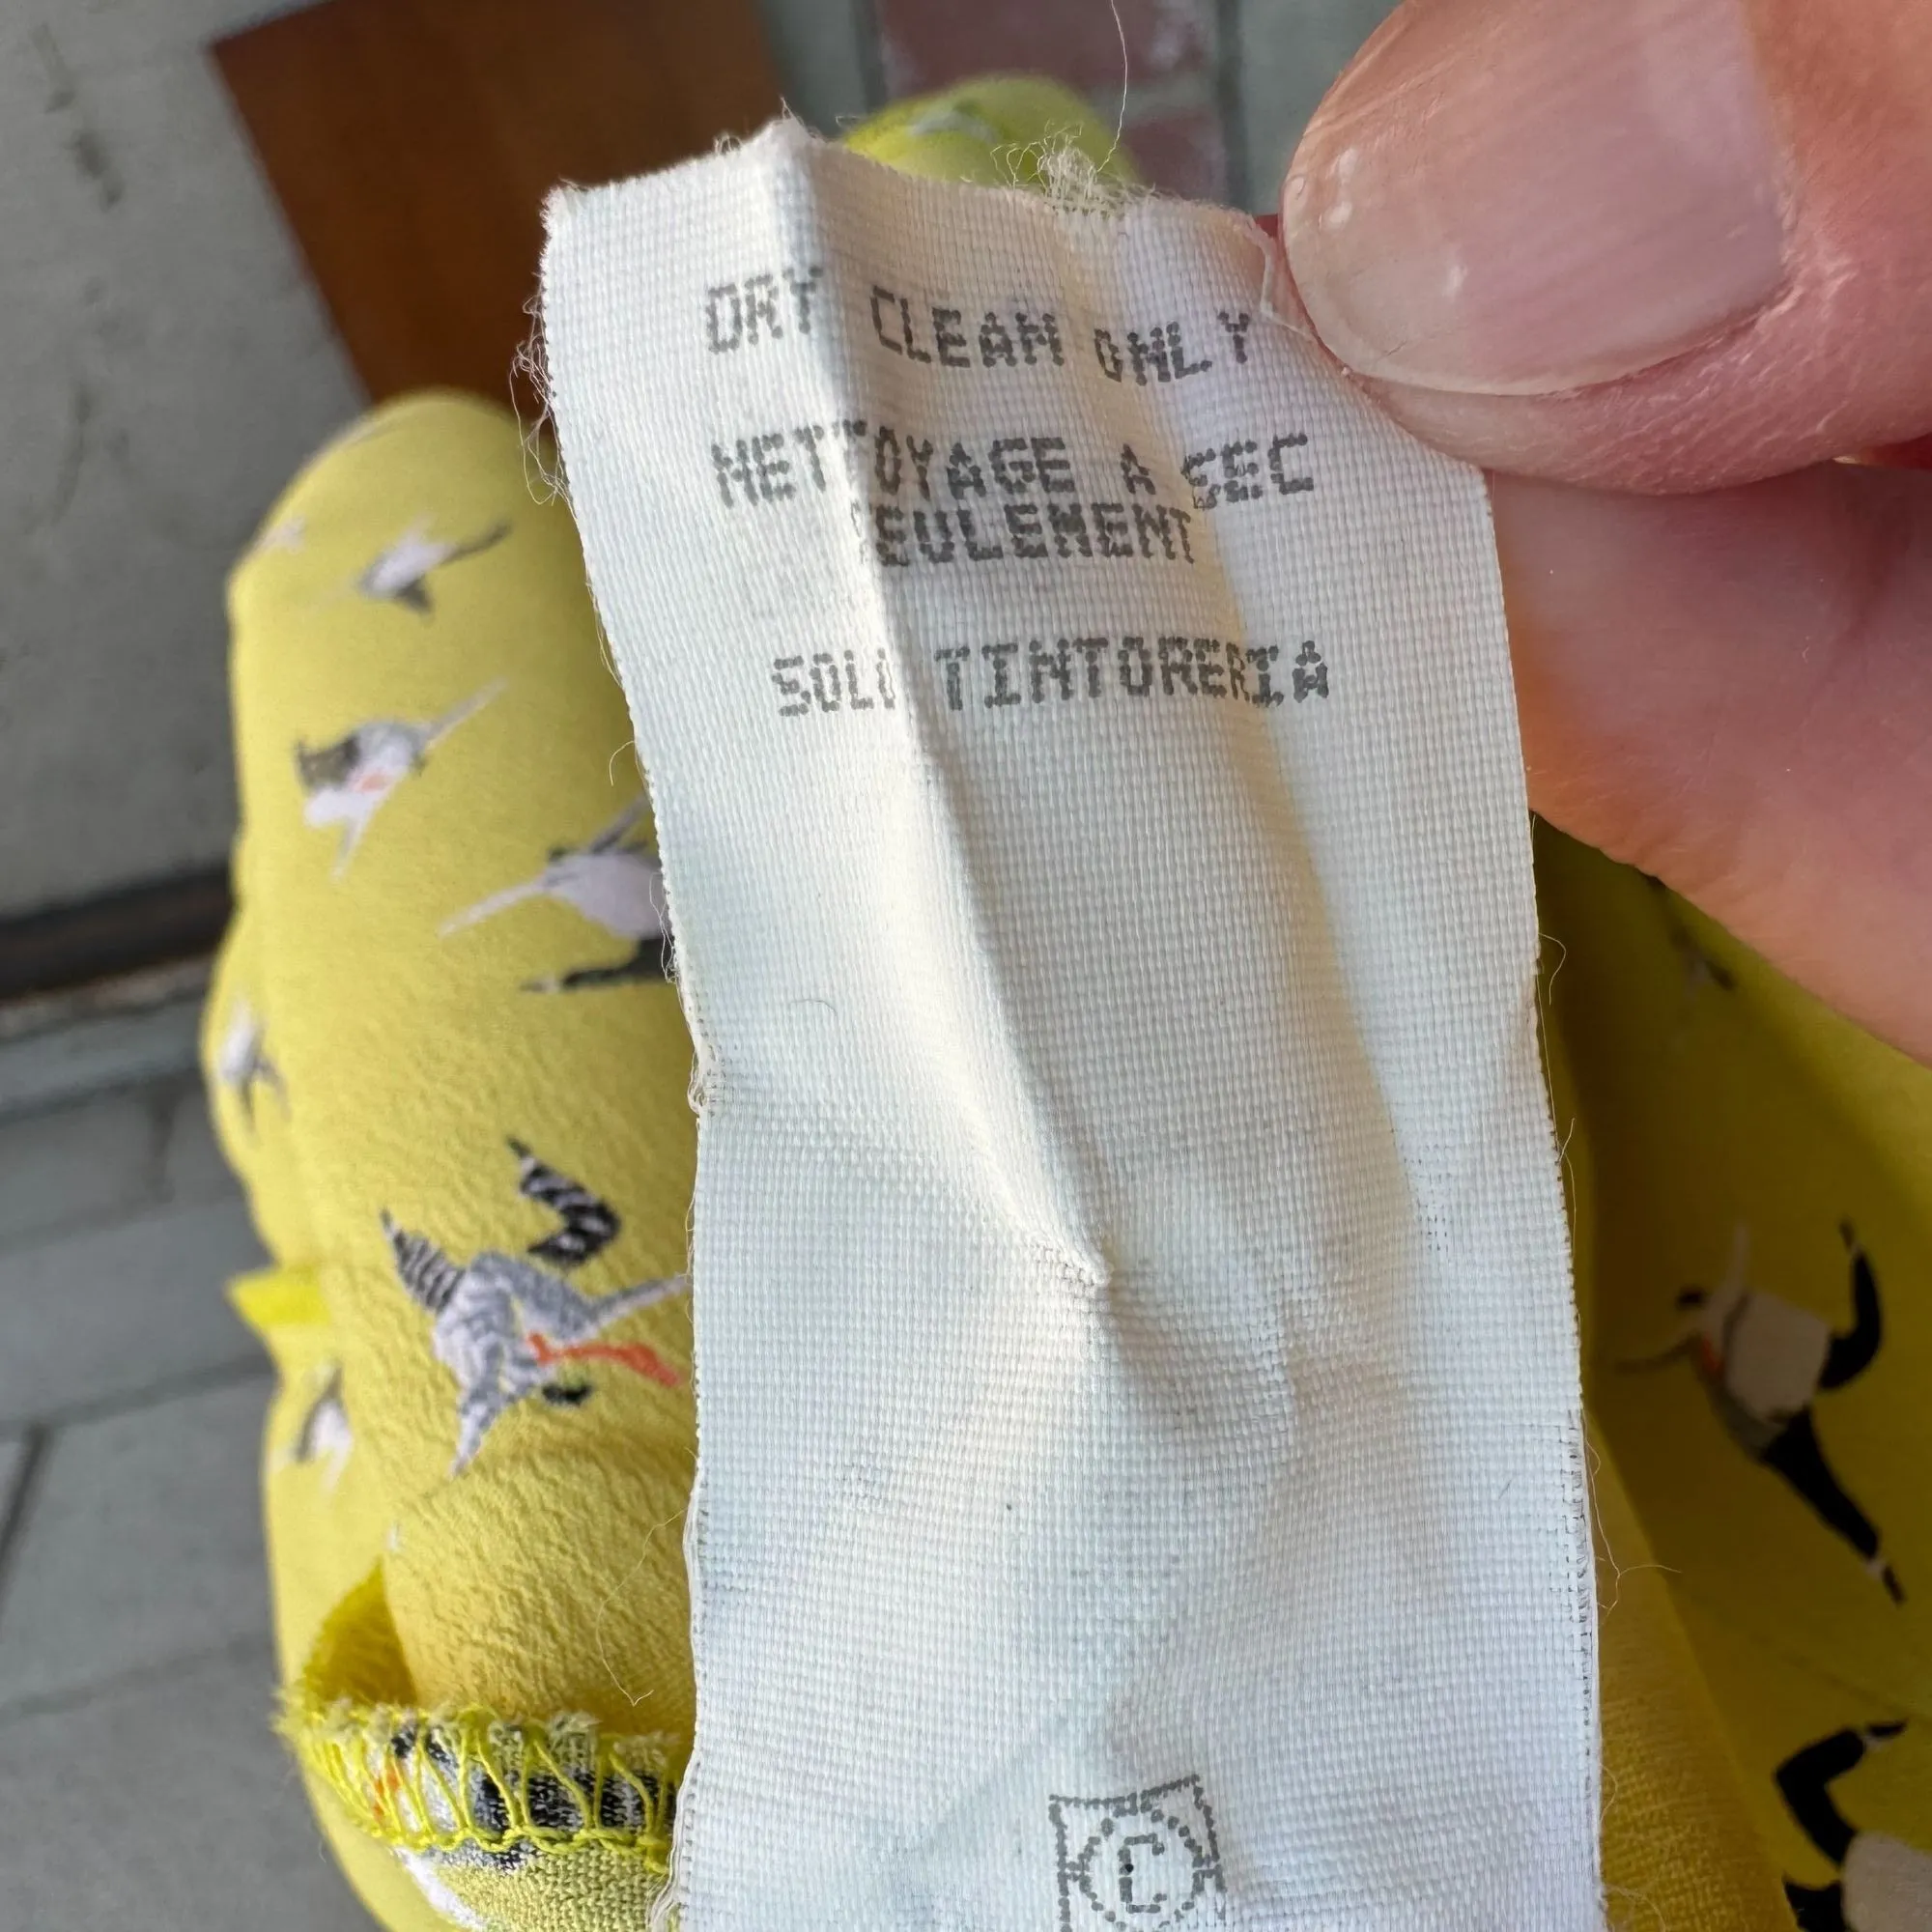 DRY CLEAN ONLY
NETTOYAGE A SEC
SEULEMENT
SOLO TINTORERIA
C